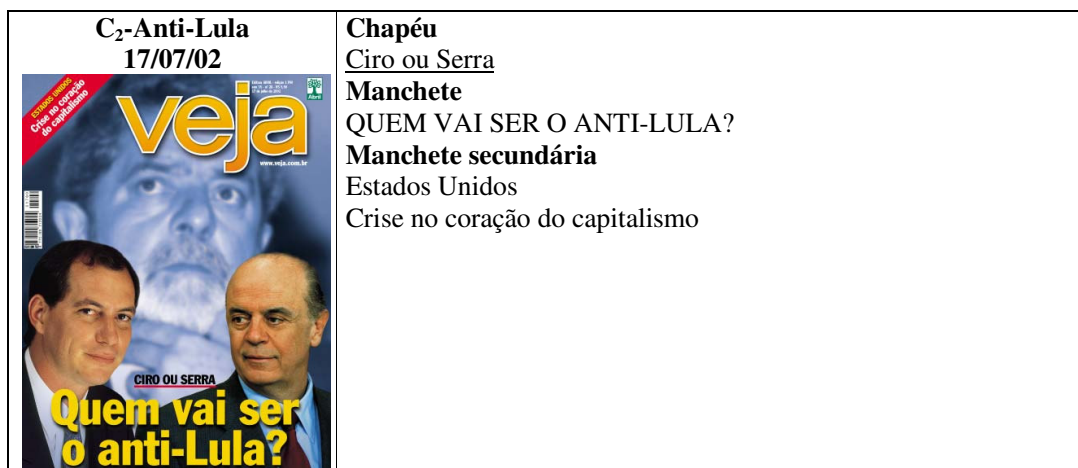 C₂-Anti-Lula
17/07/02
ESTADOS UNIDOS
Crise no coração
do capitalismo
Abril
veja
www.veja.com.br
CIRO OU SERRA
Quem vai ser
o anti-Lula?
Chapéu
Ciro ou Serra
Manchete
QUEM VAI SER O ANTI-LULA?
Manchete secundária
Estados Unidos
Crise no coração do capitalismo